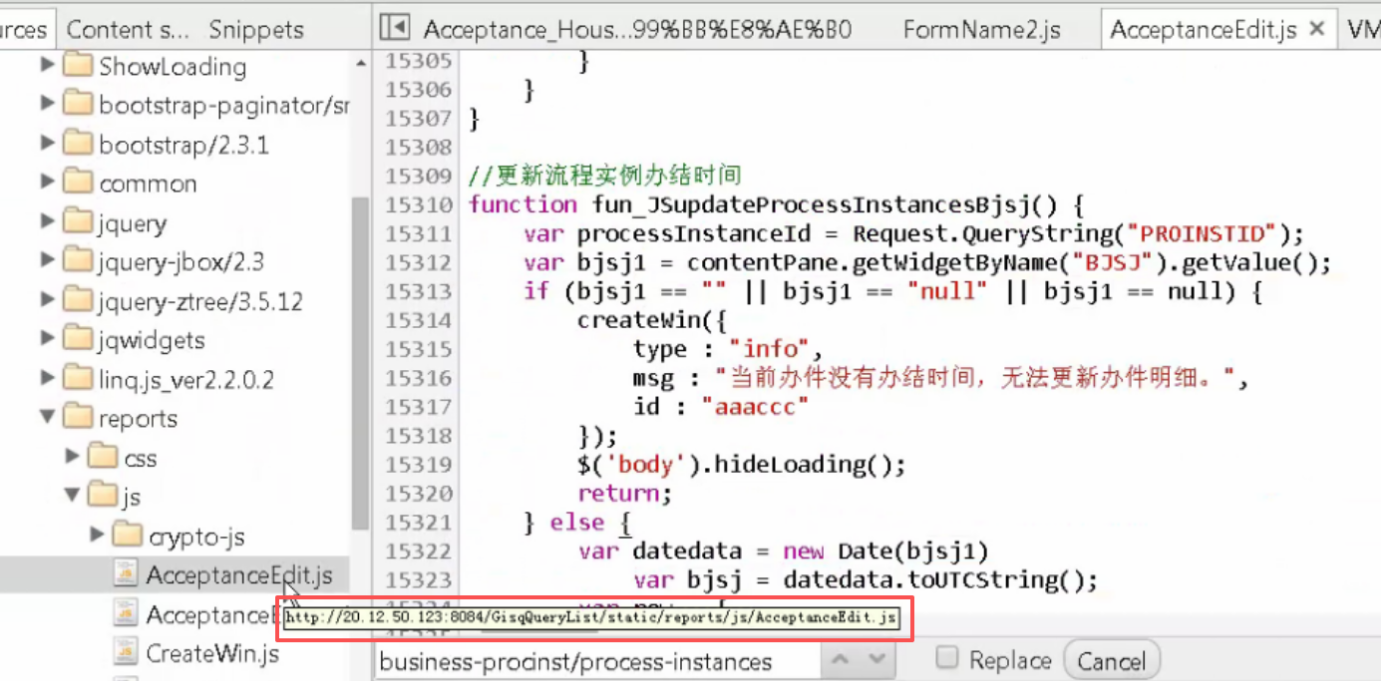 urces
Content s...
Snippets
Acceptance_Hous...99%BB%E8%AE%B0
FormName2.js
AcceptanceEdit.js ×
VM
ShowLoading
bootstrap-paginator/sr
bootstrap/2.3.1
common
jquery
jquery-jbox/2.3
jquery-ztree/3.5.12
jqwidgets
linq.js_ver2.2.0.2
reports
css
js
crypto-js
AcceptanceEdit.js
AcceptanceE
CreateWin.js
15305 }
15306 }
15307 }
15308
15309 //更新流程实例办结时间
15310 function fun_JSupdateProcessInstancesBjsj() {
15311 var processInstanceId = Request.QueryString("PROINSTID");
15312 var bjsj1 = contentPane.getWidgetByName("BJSJ").getValue();
15313 if (bjsj1 == "" || bjsj1 == "null" || bjsj1 == null) {
15314 createWin({
15315 type : "info",
15316 msg : "当前办件没有办结时间，无法更新办件明细。",
15317 id : "aaaccc"
15318 });
15319 $('body').hideLoading();
15320 return;
15321 } else {
15322 var datedata = new Date(bjsj1)
15323 var bjsj = datedata.toUTCString();
http://20.12.50.123:8084/GisqQueryList/static/reports/js/AcceptanceEdit.js
business-procinst/process-instances
Replace
Cancel